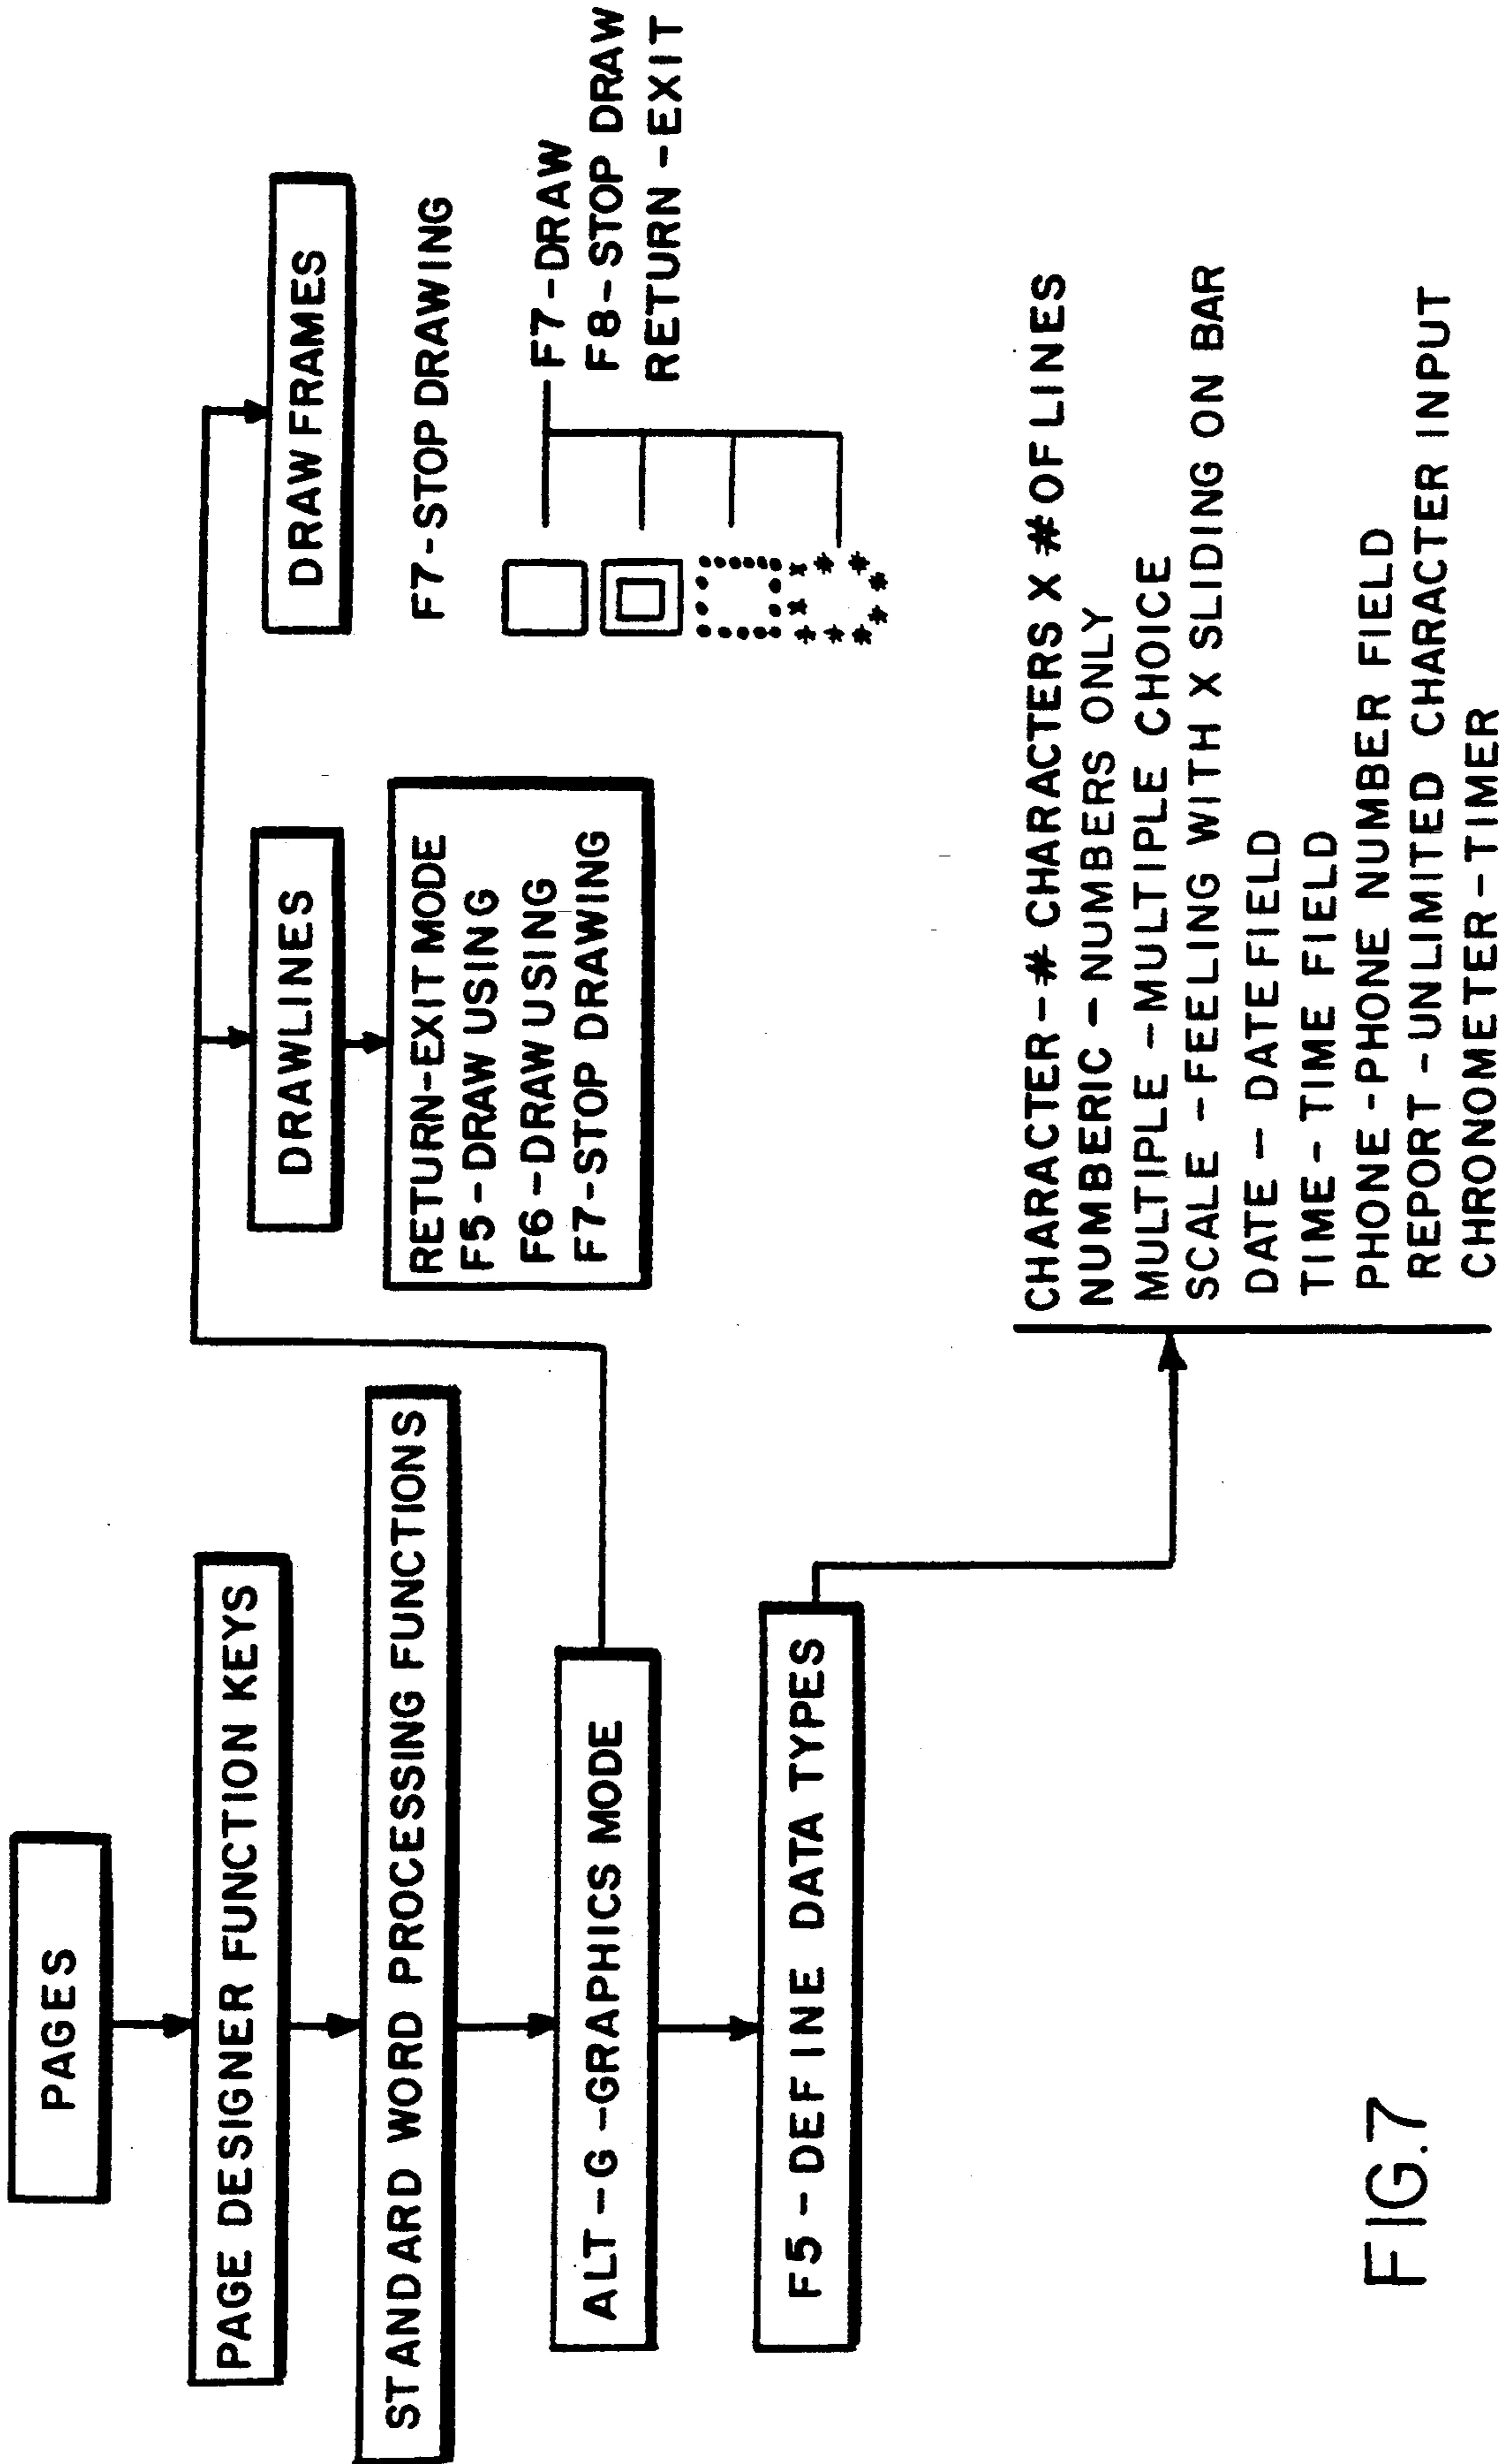 PAGES
PAGE DESIGNER FUNCTION KEYS
STANDARD WORD PROCESSING FUNCTIONS
ALT-G-GRAPHICS MODE
F5-DEFINE DATA TYPES
DRAWLINES
RETURN-EXIT MODE
F5-DRAW USING
F6-DRAW USING
F7-STOP DRAWING
DRAW FRAMES
F7-STOP DRAWING
F7-DRAW
F8-STOP DRAW
RETURN-EXIT
CHARACTER-# CHARACTERS X # OF LINES
NUMBERIC-NUMBERS ONLY
MULTIPLE-MULTIPLE CHOICE
SCALE-FEELING WITH X SLIDING ON BAR
DATE-DATEFIELD
TIME-TIME FIELD
PHONE-PHONE NUMBER FIELD
REPORT-UNLIMITED CHARACTER INPUT
CHRONOMETER-TIMER
FIG.7